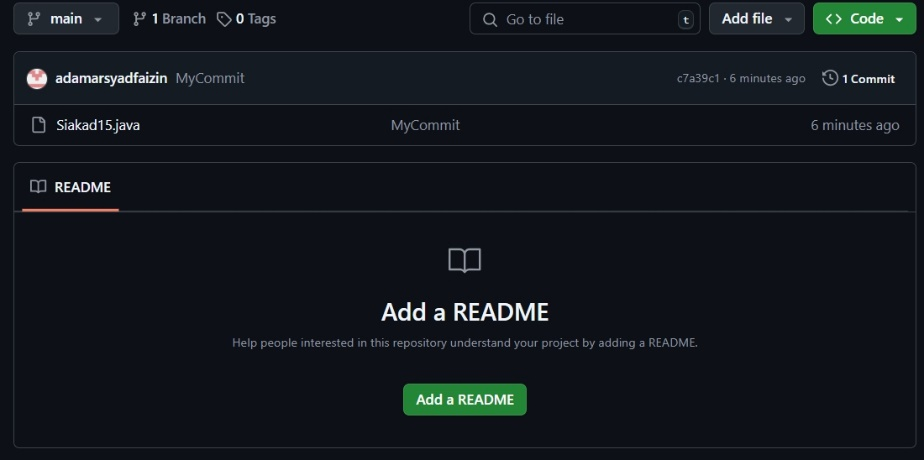 main 1 Branch 0 Tags Go to file t Add file Code
adamarsyadfaizin MyCommit c7a39c1 · 6 minutes ago 1 Commit
Siakad15.java MyCommit 6 minutes ago
README
Add a README
Help people interested in this repository understand your project by adding a README.
Add a README